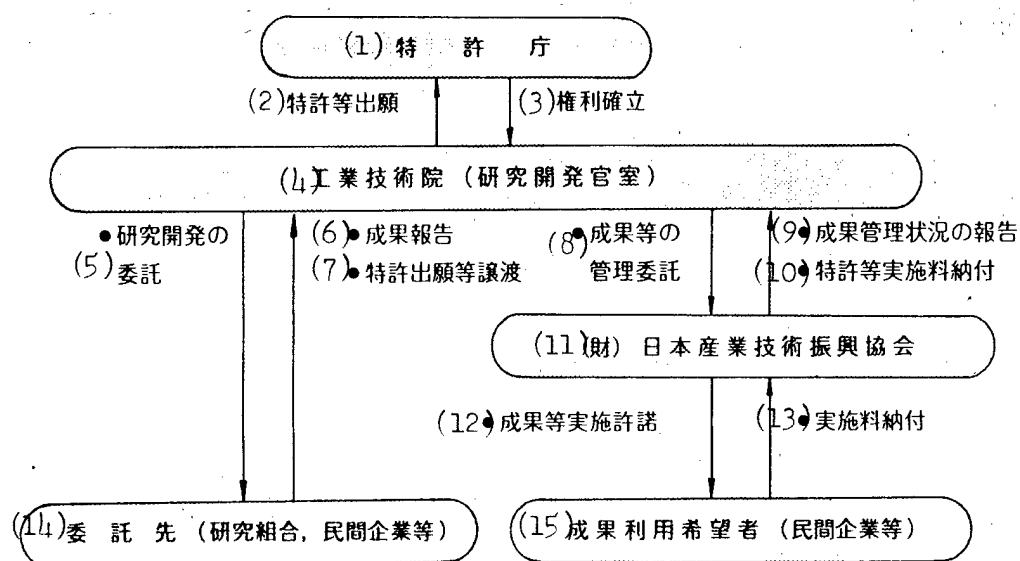 (1)特許庁
(2)特許等出願
(3)権利確立
(4)工業技術院（研究開発官室）
(5)●研究開発の
委託
(6)●成果報告
(7)●特許出願等譲渡
(8)●成果等の
管理委託
(9)●成果管理状況の報告
(10)●特許等実施料納付
(11)(財)日本産業技術振興協会
(12)●成果等実施許諾
(13)●実施料納付
(14)委託先（研究組合，民間企業等）
(15)成果利用希望者（民間企業等）